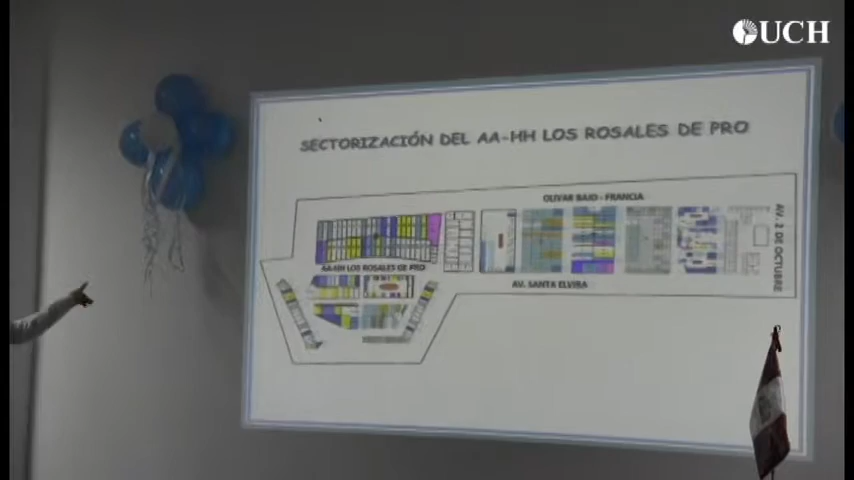 UCH
SECTORIZACIÓN DEL AA-HH LOS ROSALES DE PRO
OLIVAR BAJO - FRANCIA
AV. 2 DE OCTUBRE
AA-HH LOS ROSALES DE PRO
AV. SANTA ELVIRA